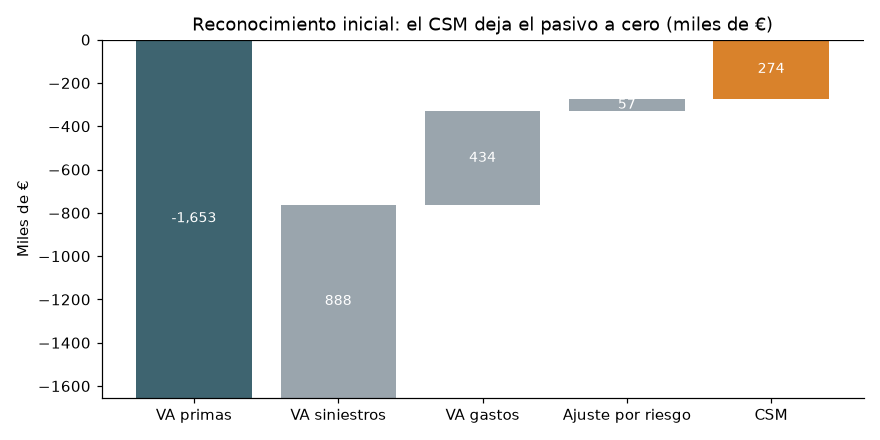 Reconocimiento inicial: el CSM deja el pasivo a cero (miles de €)
Miles de €
0
−200
−400
−600
−800
−1000
−1200
−1400
−1600
-1,653
888
434
57
274
VA primas
VA siniestros
VA gastos
Ajuste por riesgo
CSM